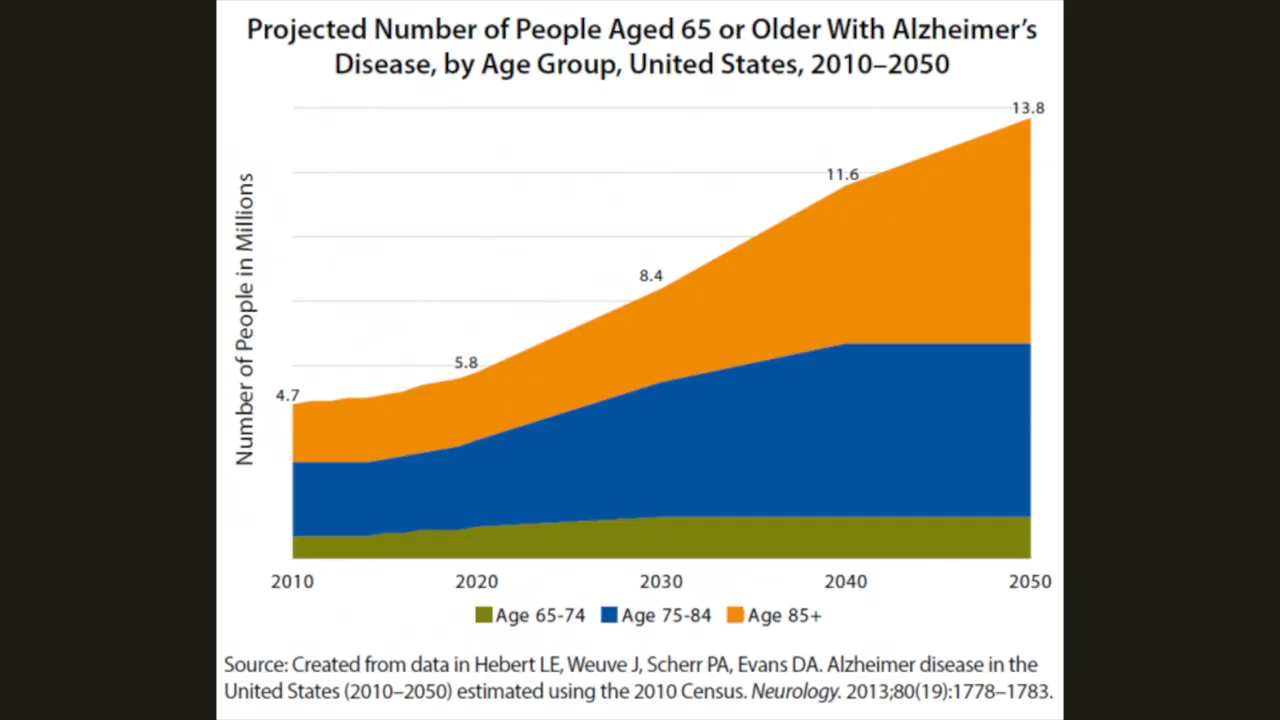 Projected Number of People Aged 65 or Older With Alzheimer’s
Disease, by Age Group, United States, 2010–2050
13.8
11.6
8.4
5.8
4.7
Number of People in Millions
2010 2020 2030 2040 2050
Age 65-74 Age 75-84 Age 85+
Source: Created from data in Hebert LE, Weuve J, Scherr PA, Evans DA. Alzheimer disease in the
United States (2010–2050) estimated using the 2010 Census. Neurology. 2013;80(19):1778–1783.